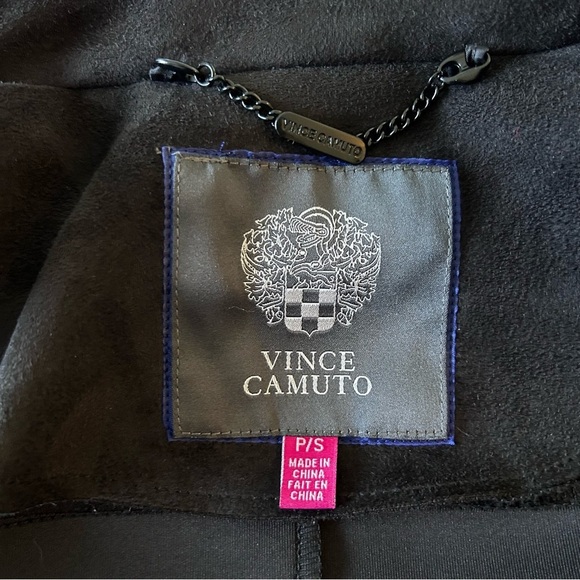 VINCE CAMUTO
VINCE
CAMUTO
P/S
MADE IN
CHINA
FAIT EN
CHINA